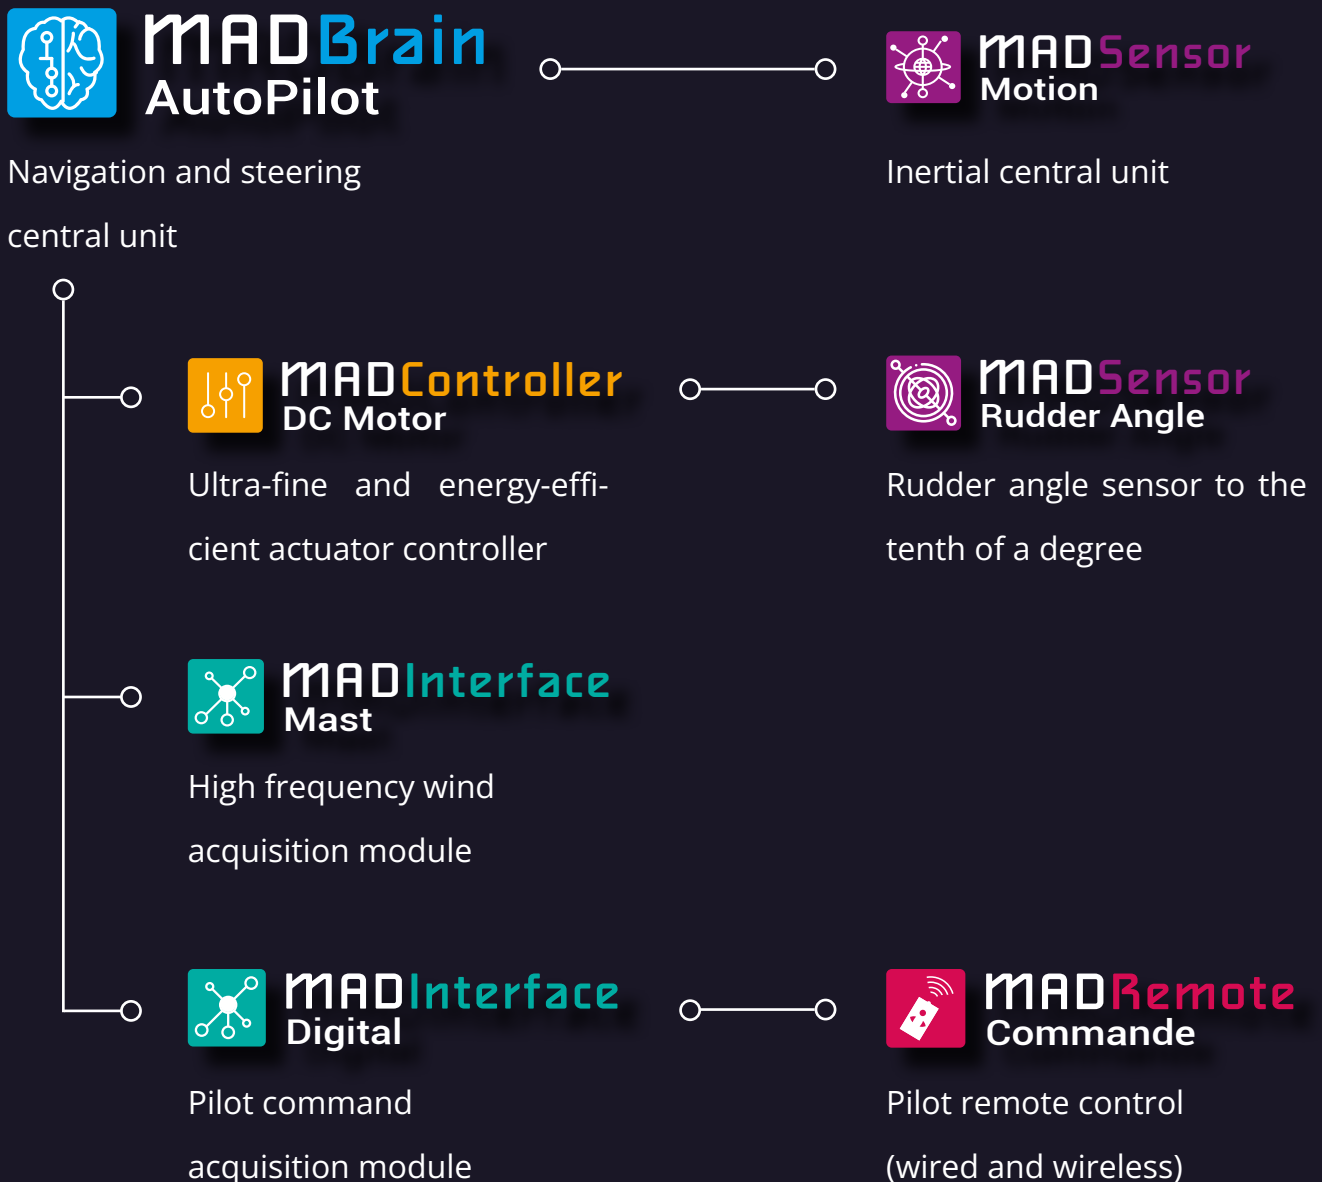 MADBrain
AutoPilot
Navigation and steering
central unit
MADSensor
Motion
Inertial central unit
MADController
DC Motor
Ultra-fine and energy-effi-
cient actuator controller
MADSensor
Rudder Angle
Rudder angle sensor to the
tenth of a degree
MADInterface
Mast
High frequency wind
acquisition module
MADInterface
Digital
Pilot command
acquisition module
MADRemote
Commande
Pilot remote control
(wired and wireless)